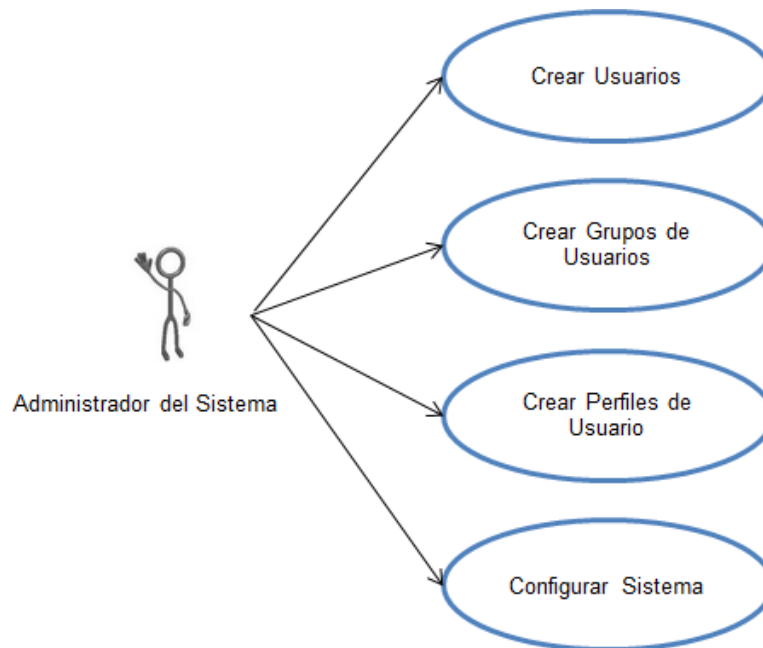 Crear Usuarios
Crear Grupos de
Usuarios
Administrador del Sistema
Crear Perfiles de
Usuario
Configurar Sistema